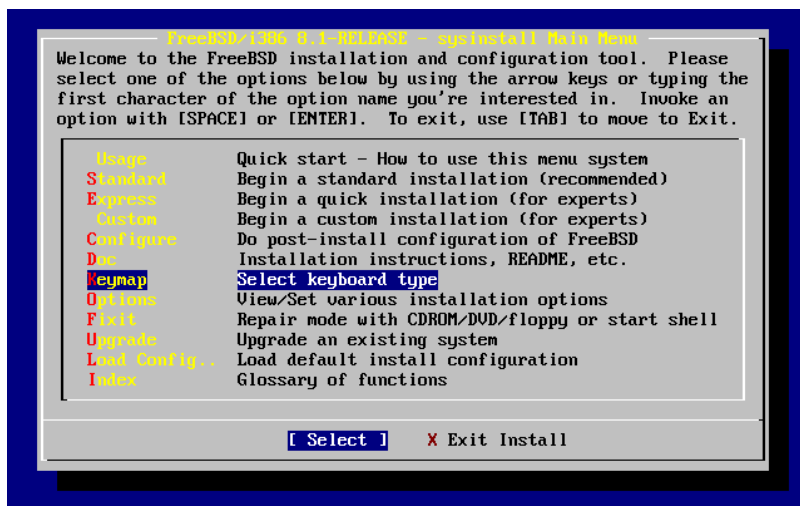 FreeBSD/i386 8.1-RELEASE - sysinstall Main Menu
Welcome to the FreeBSD installation and configuration tool.  Please
select one of the options below by using the arrow keys or typing the
first character of the option name you're interested in.  Invoke an
option with [SPACE] or [ENTER].  To exit, use [TAB] to move to Exit.
Usage Quick start - How to use this menu system
Standard Begin a standard installation (recommended)
Express Begin a quick installation (for experts)
Custom Begin a custom installation (for experts)
Configure Do post-install configuration of FreeBSD
Doc Installation instructions, README, etc.
Keymap Select keyboard type
Options View/Set various installation options
Fixit Repair mode with CDROM/DVD/floppy or start shell
Upgrade Upgrade an existing system
Load Config.. Load default install configuration
Index Glossary of functions
[ Select ] X Exit Install